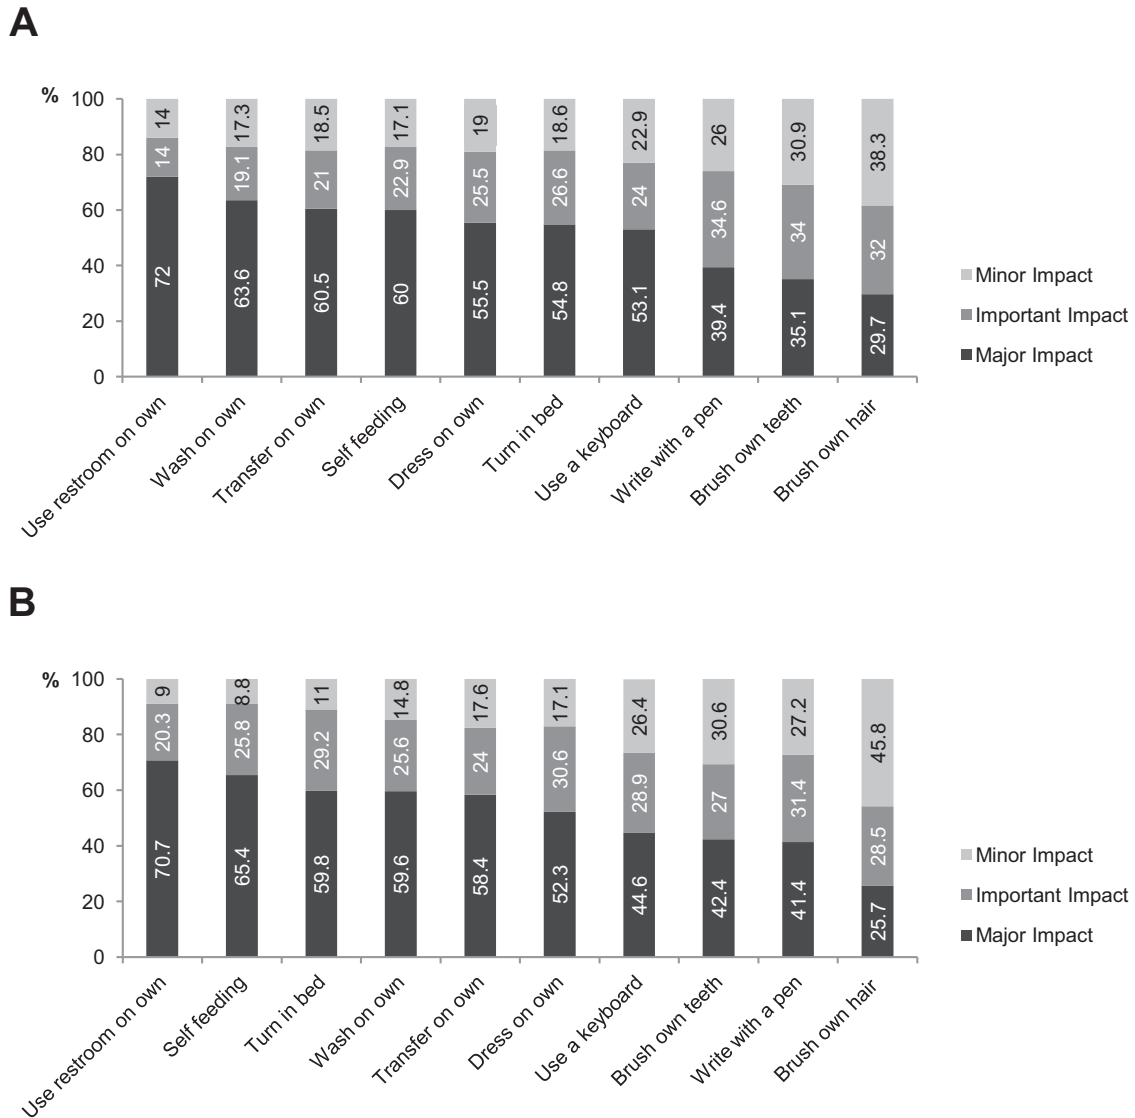 A
%
100
80
60
40
20
0
14 17.3 18.5 17.1 19 18.6 22.9 26 30.9 38.3
14 19.1 21 22.9 25.5 26.6 24 34.6 34 32
72 63.6 60.5 60 55.5 54.8 53.1 39.4 35.1 29.7
Minor Impact
Important Impact
Major Impact
Use restroom on own
Wash on own
Transfer on own
Self feeding
Dress on own
Turn in bed
Use a keyboard
Write with a pen
Brush own teeth
Brush own hair
B
%
100
80
60
40
20
0
9 8.8 11 14.8 17.6 17.1 26.4 30.6 27.2 45.8
20.3 25.8 29.2 25.6 24 30.6 28.9 27 31.4 28.5
70.7 65.4 59.8 59.6 58.4 52.3 44.6 42.4 41.4 25.7
Minor Impact
Important Impact
Major Impact
Use restroom on own
Self feeding
Turn in bed
Wash on own
Transfer on own
Dress on own
Use a keyboard
Brush own teeth
Write with a pen
Brush own hair